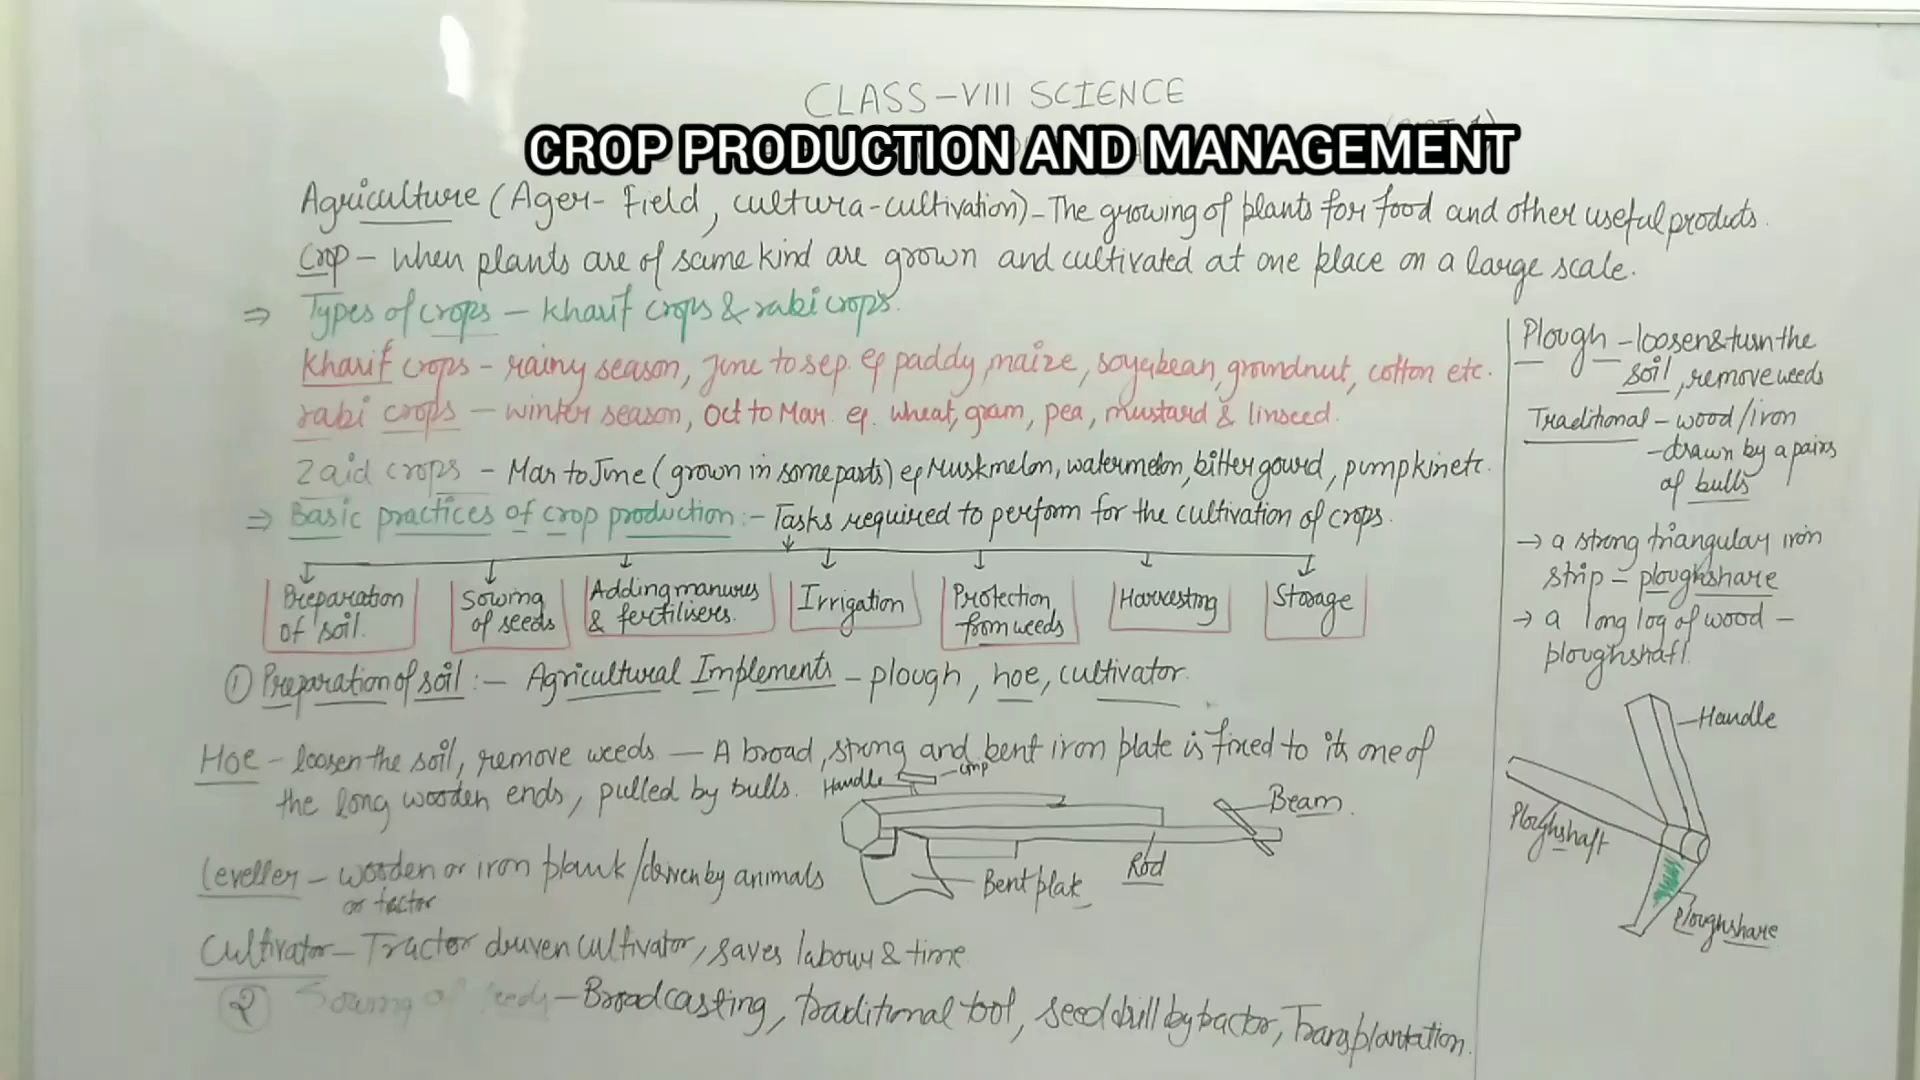 CLASS-VIII SCIENCE
CROP PRODUCTION AND MANAGEMENT
Agriculture (Ager- Field, cultura-cultivation) - The growing of plants for food and other useful products.
Crop - When plants are of same kind are grown and cultivated at one place on a large scale.
⇒ Types of crops - Kharif crops & rabi crops.
Kharif crops - rainy season, June to sep. eg paddy, maize, soyabean, groundnut, cotton etc.
rabi crops - winter season, Oct to Mar. eg. wheat, gram, pea, mustard & linseed.
Zaid crops - Mar to June (grown in some parts) eg Muskmelon, watermelon, bitter gourd, pumpkin etc.
⇒ Basic practices of crop production :- Tasks required to perform for the cultivation of crops.
Preparation of soil.
Sowing of seeds
Adding manures & fertilisers.
Irrigation
Protection from weeds
Harvesting
Storage
① Preparation of soil :- Agricultural Implements - plough, hoe, cultivator.
Hoe - loosen the soil, remove weeds - A broad, strong and bent iron plate is fixed to its one of
the long wooden ends, pulled by bulls.
Handle
Beam.
Rod
Bent plate
Leveller - wooden or iron plank/driven by animals
or tactor
Cultivator - Tractor driven cultivator, saves labour & time
2 Sowing of seeds - Broadcasting, traditional tool, seed drill by tractor, Transplantation.
Plough - loosen & turn the
soil, remove weeds
Traditional - wood/iron
- drawn by a pairs
of bulls
→ a strong triangular iron
strip - ploughshare
→ a long log of wood -
ploughshaft.
Handle
Ploghshaft
Ploughshare